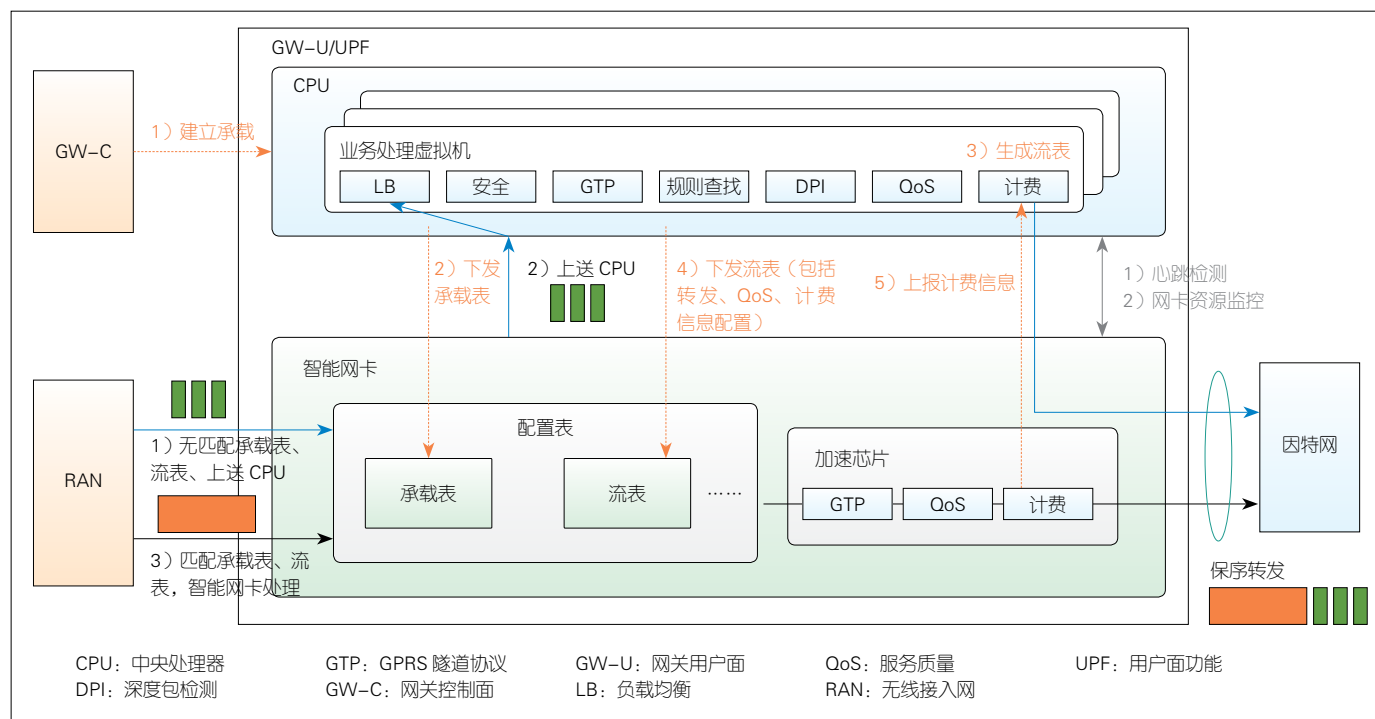 GW-U/UPF
CPU
GW-C
1）建立承载
业务处理虚拟机
3）生成流表
LB
安全
GTP
规则查找
DPI
QoS
计费
2）下发
承载表
2）上送 CPU
4）下发流表（包括
转发、QoS、计费
信息配置）
5）上报计费信息
1）心跳检测
2）网卡资源监控
智能网卡
RAN
1）无匹配承载表、
流表、上送 CPU
3）匹配承载表、流
表，智能网卡处理
配置表
承载表
流表
……
加速芯片
GTP
QoS
计费
因特网
保序转发
CPU：中央处理器
GTP：GPRS 隧道协议
GW-U：网关用户面
QoS：服务质量
UPF：用户面功能
DPI：深度包检测
GW-C：网关控制面
LB：负载均衡
RAN：无线接入网